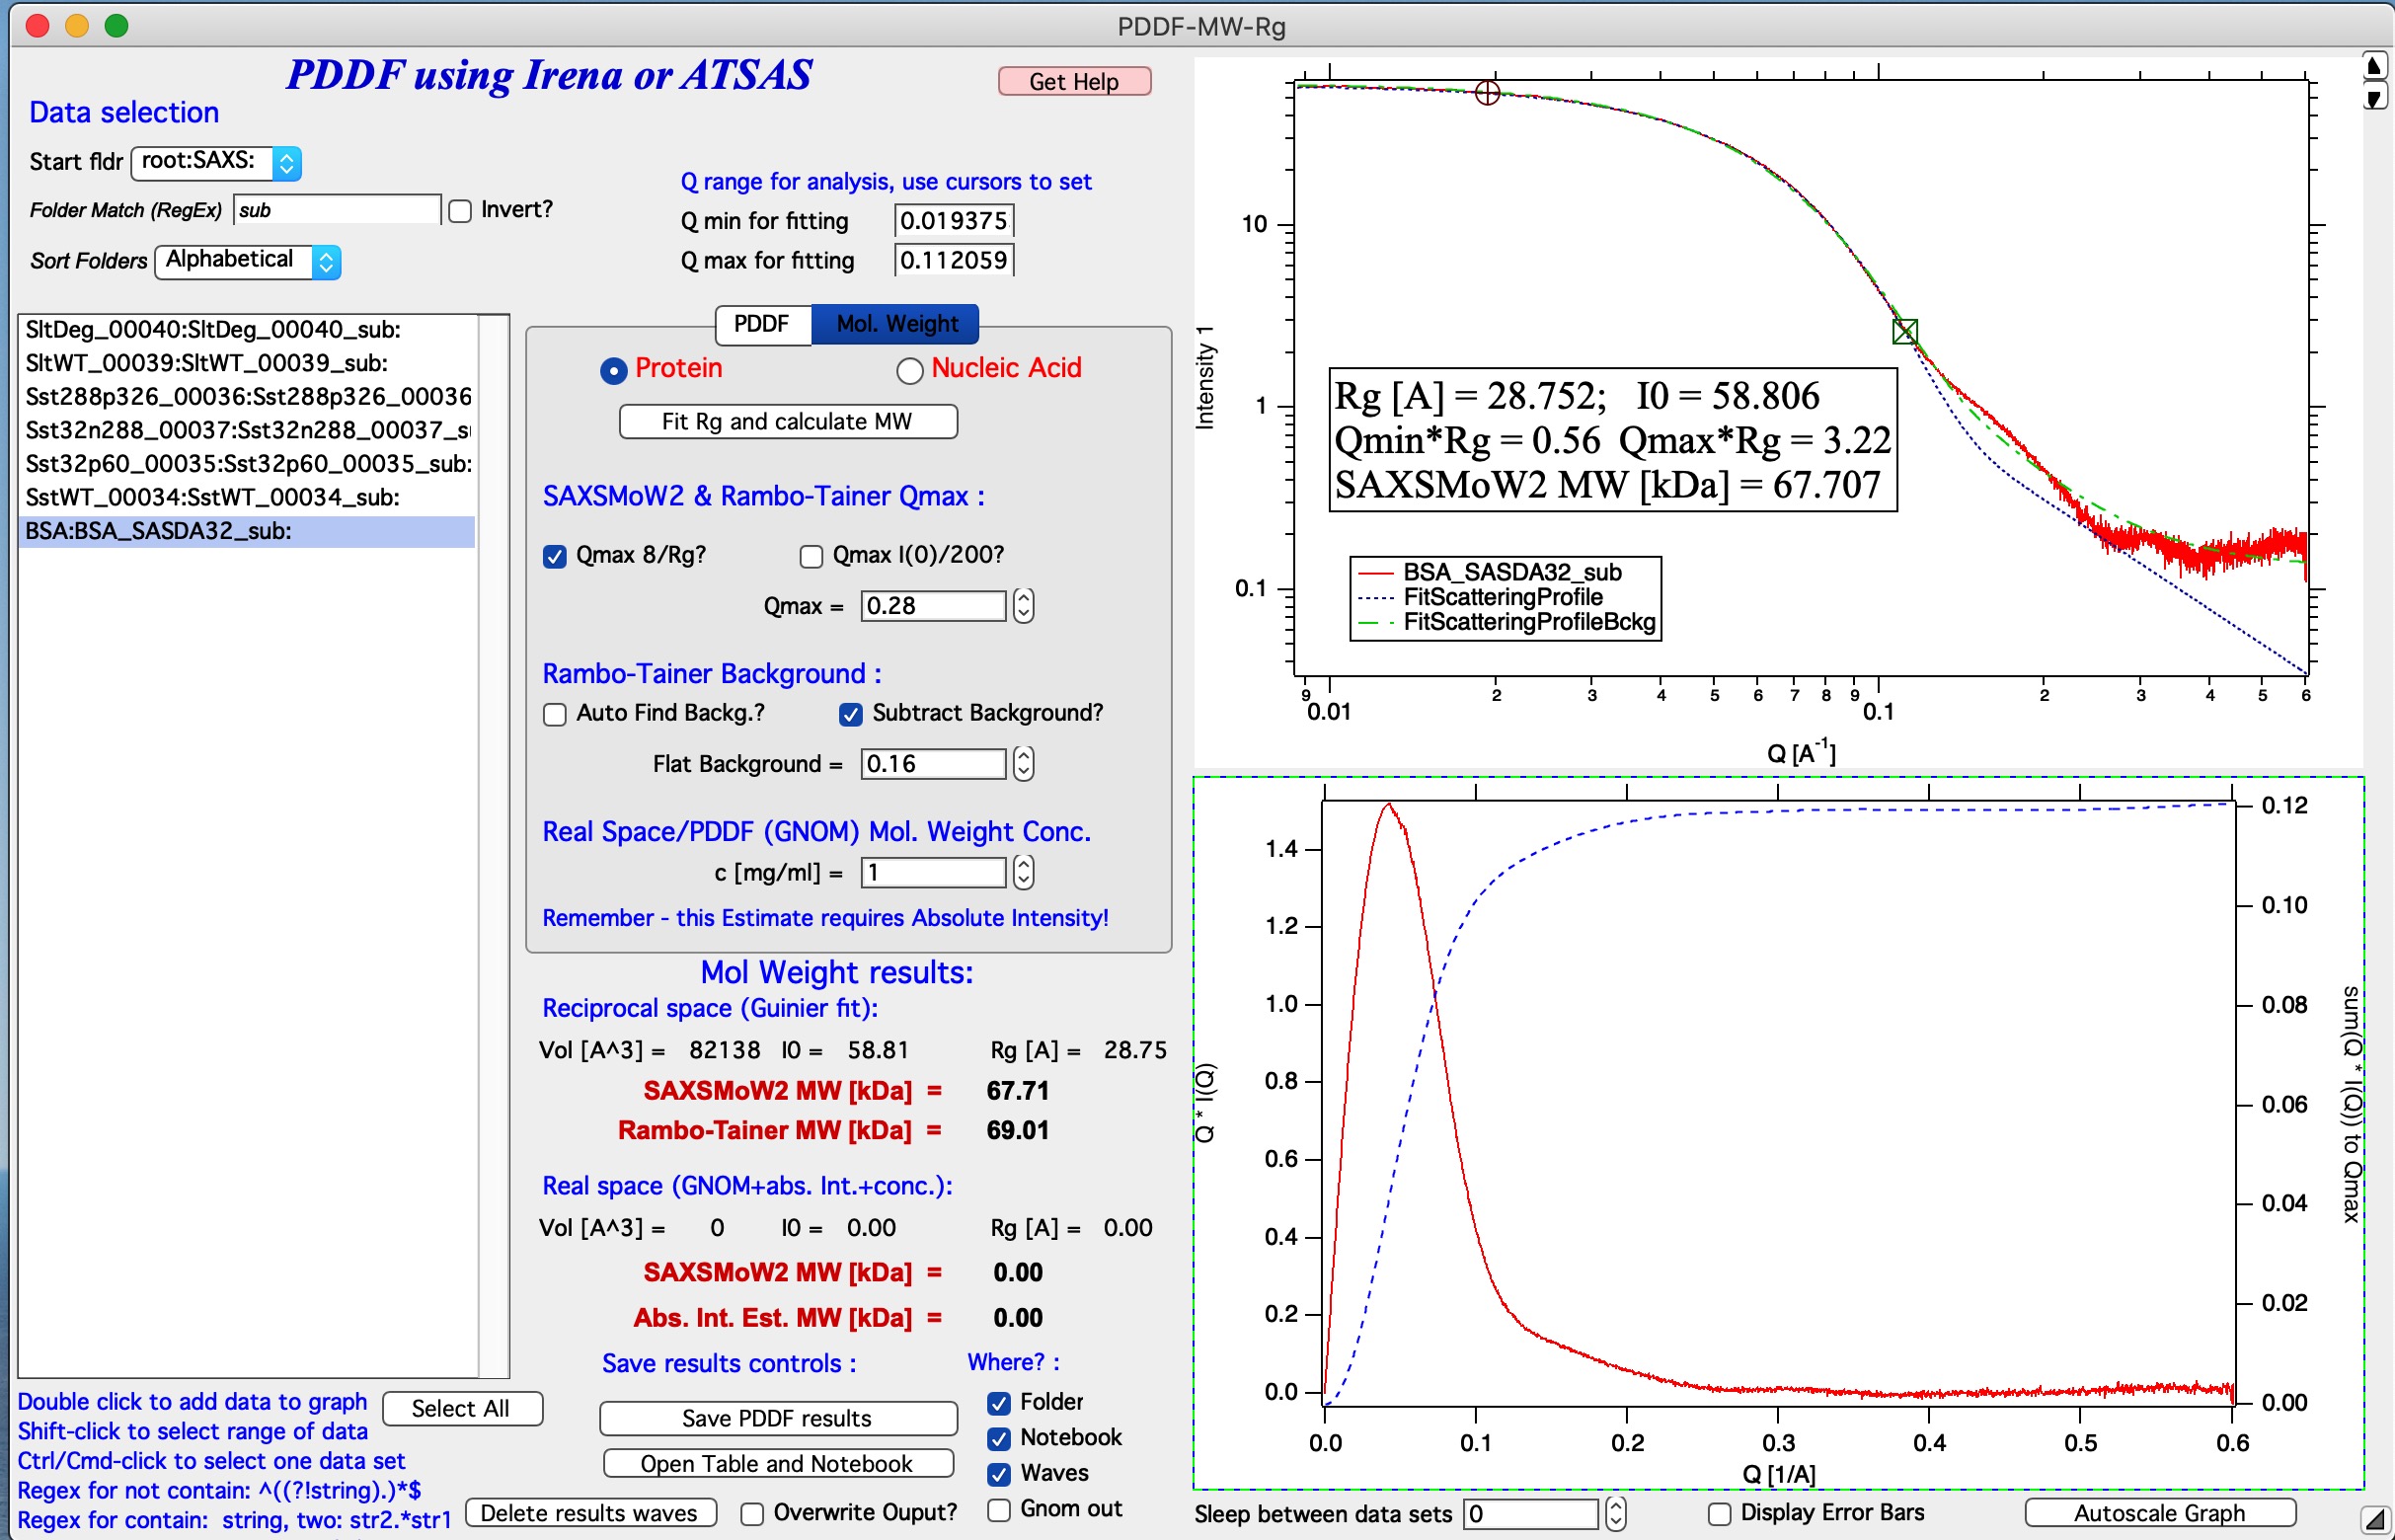 PDDF-MW-Rg
PDDF using Irena or ATSAS
Get Help
Data selection
Start fldr root:SAXS:
Folder Match (RegEx) sub Invert?
Sort Folders Alphabetical
Q range for analysis, use cursors to set
Q min for fitting 0.019375
Q max for fitting 0.112059
SltDeg_00040:SltDeg_00040_sub:
SltWT_00039:SltWT_00039_sub:
Sst288p326_00036:Sst288p326_00036
Sst32n288_00037:Sst32n288_00037_s
Sst32p60_00035:Sst32p60_00035_sub:
SstWT_00034:SstWT_00034_sub:
BSA:BSA_SASDA32_sub:
PDDF Mol. Weight
Protein Nucleic Acid
Fit Rg and calculate MW
SAXSMoW2 & Rambo-Tainer Qmax :
Qmax 8/Rg? Qmax I(0)/200?
Qmax = 0.28
Rambo-Tainer Background :
Auto Find Backg.? Subtract Background?
Flat Background = 0.16
Real Space/PDDF (GNOM) Mol. Weight Conc.
c [mg/ml] = 1
Remember - this Estimate requires Absolute Intensity!
Mol Weight results:
Reciprocal space (Guinier fit):
Vol [A^3] = 82138 I0 = 58.81 Rg [A] = 28.75
SAXSMoW2 MW [kDa] = 67.71
Rambo-Tainer MW [kDa] = 69.01
Real space (GNOM+abs. Int.+conc.):
Vol [A^3] = 0 I0 = 0.00 Rg [A] = 0.00
SAXSMoW2 MW [kDa] = 0.00
Abs. Int. Est. MW [kDa] = 0.00
Save results controls : Where? :
Save PDDF results
Open Table and Notebook
Folder
Notebook
Waves
Gnom out
Delete results waves Overwrite Ouput?
Double click to add data to graph
Shift-click to select range of data
Ctrl/Cmd-click to select one data set
Regex for not contain: ^((?!string).)*$
Regex for contain: string, two: str2.*str1
Select All
Intensity 1
10
1
0.1
Rg [A] = 28.752; I0 = 58.806
Qmin*Rg = 0.56 Qmax*Rg = 3.22
SAXSMoW2 MW [kDa] = 67.707
BSA_SASDA32_sub
FitScatteringProfile
FitScatteringProfileBckg
9 2 3 4 5 6 7 8 9 2 3 4 5 6
0.01 0.1
Q [A-1]
Q * I(Q)
1.4
1.2
1.0
0.8
0.6
0.4
0.2
0.0
0.12
0.10
0.08
0.06
0.04
0.02
0.00
sum(Q * I(Q)) to Qmax
0.0 0.1 0.2 0.3 0.4 0.5 0.6
Q [1/A]
Sleep between data sets 0 Display Error Bars Autoscale Graph